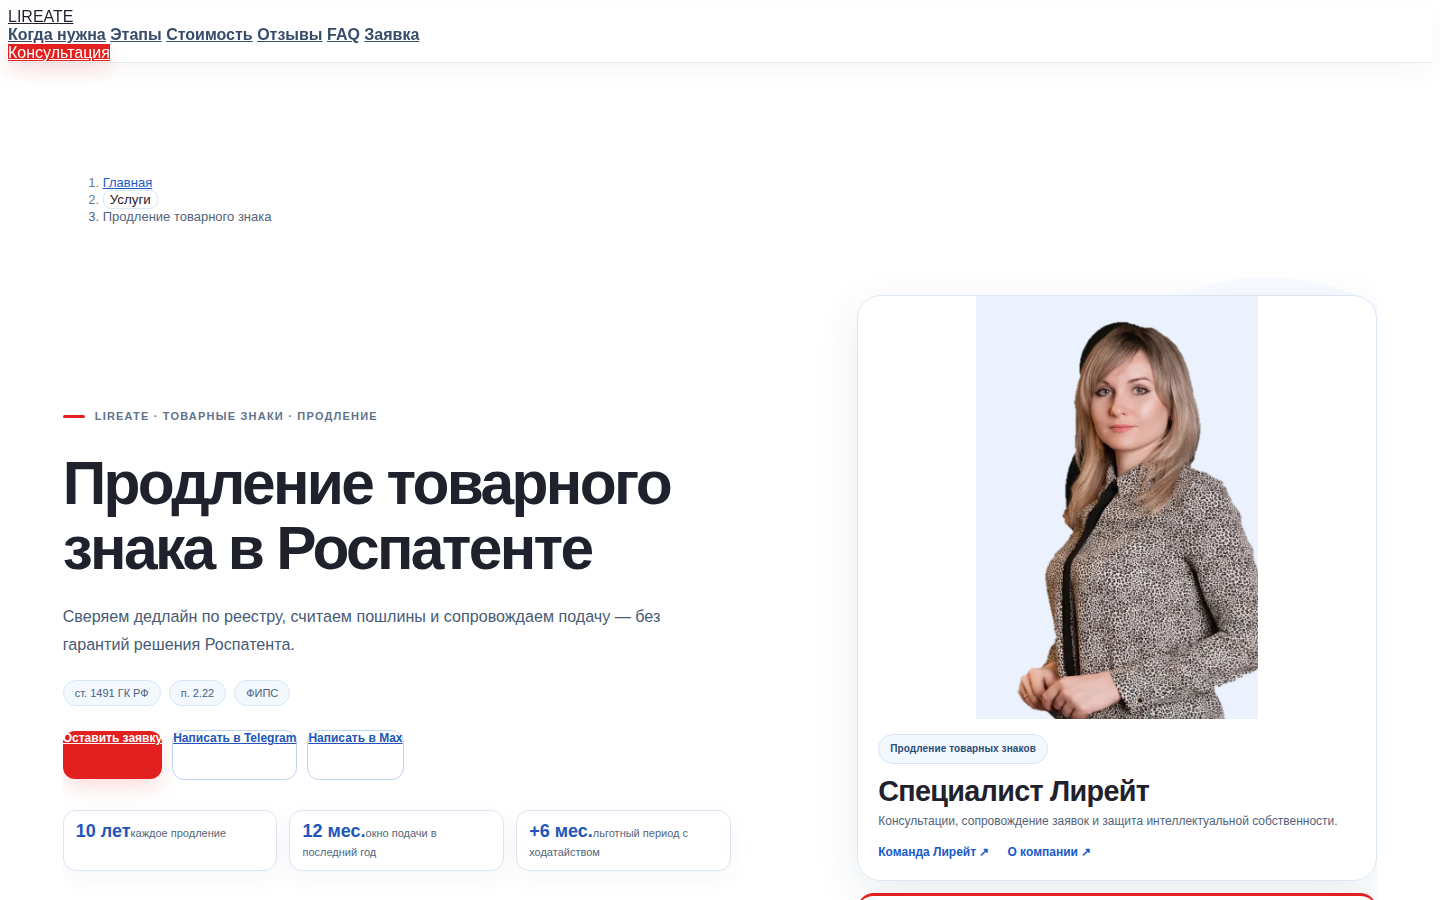 LIREATE
Когда нужна Этапы Стоимость Отзывы FAQ Заявка
Консультация
1. Главная
2. Услуги
3. Продление товарного знака
LIREATE · ТОВАРНЫЕ ЗНАКИ · ПРОДЛЕНИЕ
Продление товарного
знака в Роспатенте
Сверяем дедлайн по реестру, считаем пошлины и сопровождаем подачу — без
гарантий решения Роспатента.
ст. 1491 ГК РФ п. 2.22 ФИПС
Оставить заявку Написать в Telegram Написать в Max
10 лет каждое продление
12 мес. окно подачи в
последний год
+6 мес. льготный период с
ходатайством
Продление товарных знаков
Специалист Лирейт
Консультации, сопровождение заявок и защита интеллектуальной собственности.
Команда Лирейт ↗ О компании ↗